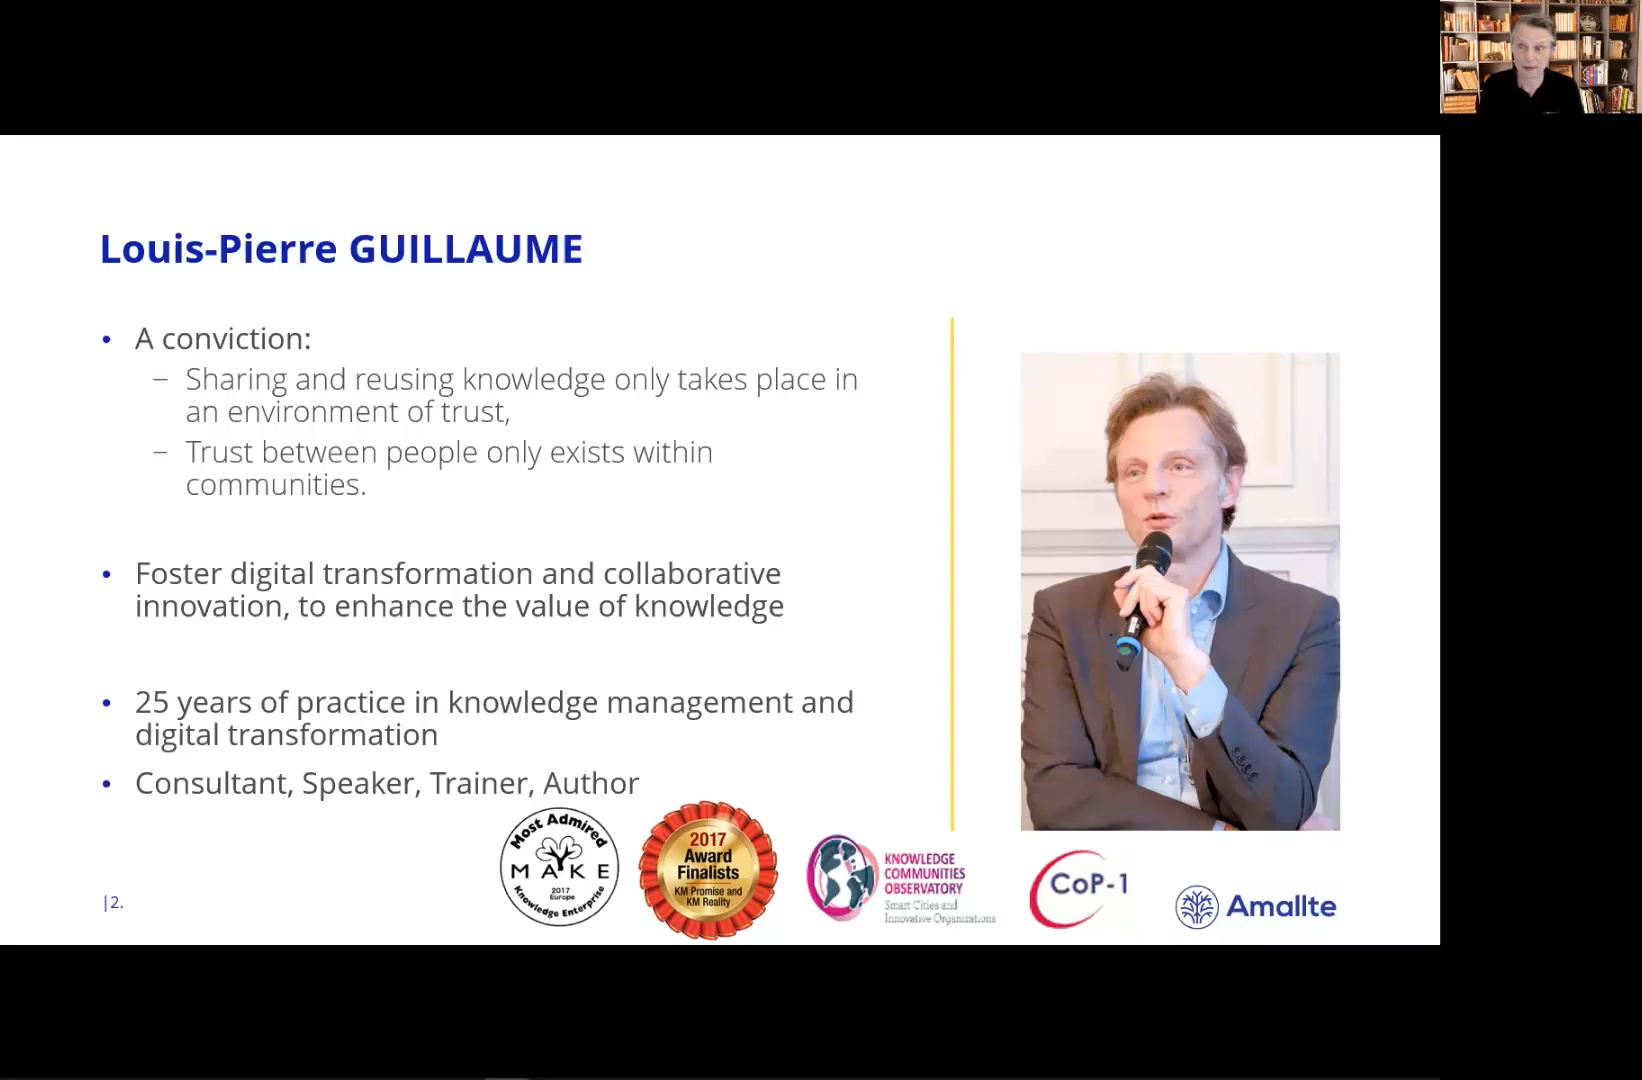 Louis-Pierre GUILLAUME
• A conviction:
– Sharing and reusing knowledge only takes place in
an environment of trust,
– Trust between people only exists within
communities.
• Foster digital transformation and collaborative
innovation, to enhance the value of knowledge
• 25 years of practice in knowledge management and
digital transformation
• Consultant, Speaker, Trainer, Author
Most Admired
MAKE
2017
Europe
Knowledge Enterprise
2017
Award
Finalists
KM Promise and
KM Reality
KNOWLEDGE
COMMUNITIES
OBSERVATORY
Smart Cities and
Innovative Organizations
CoP-1
Amallte
|2.